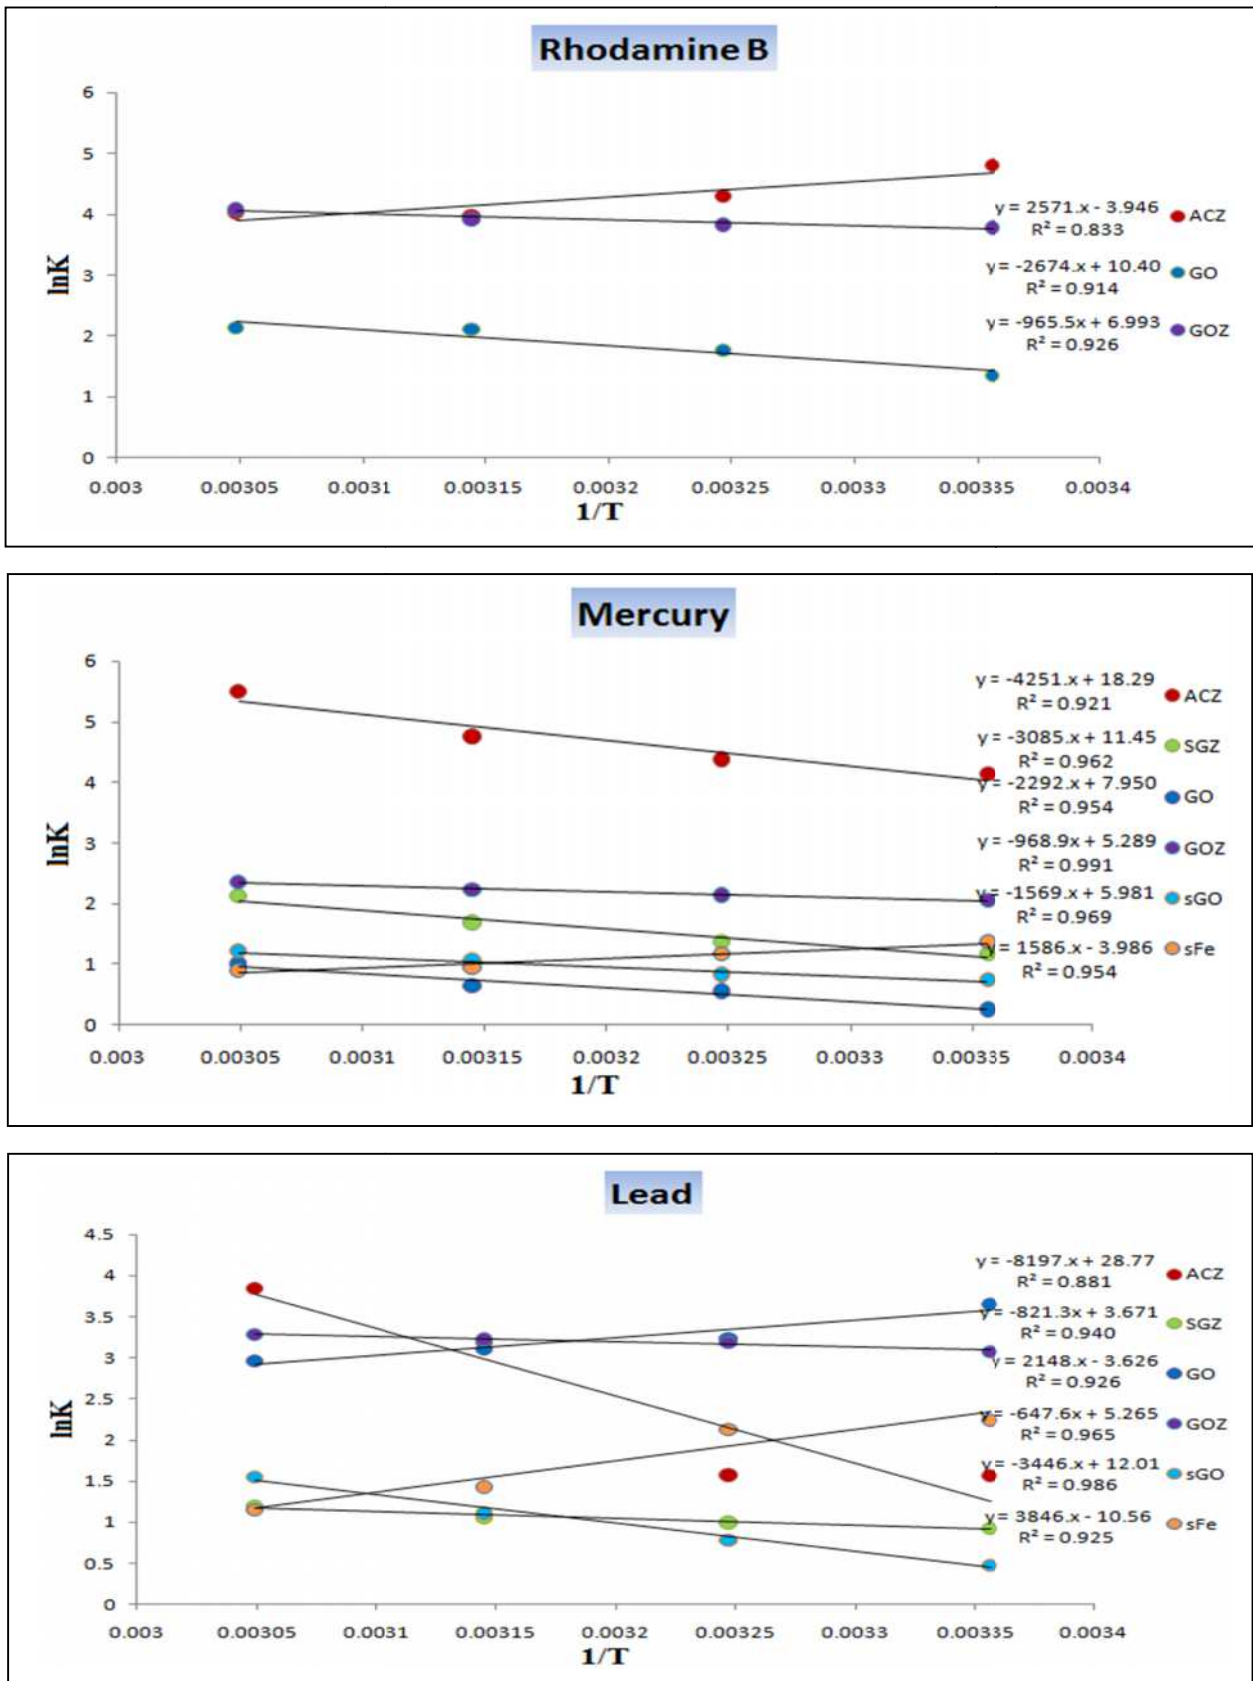 Rhodamine B
6
5
4
3
2
1
0
lnK
0.003 0.00305 0.0031 0.00315 0.0032 0.00325 0.0033 0.00335 0.0034
1/T
y = 2571.x - 3.946
R² = 0.833
ACZ
y = -2674.x + 10.40
R² = 0.914
GO
y = -965.5x + 6.993
R² = 0.926
GOZ
Mercury
6
5
4
3
2
1
0
lnK
0.003 0.00305 0.0031 0.00315 0.0032 0.00325 0.0033 0.00335 0.0034
1/T
y = -4251.x + 18.29
R² = 0.921
ACZ
y = -3085.x + 11.45
R² = 0.962
SGZ
y = -2292.x + 7.950
R² = 0.954
GO
y = -968.9x + 5.289
R² = 0.991
GOZ
y = -1569.x + 5.981
R² = 0.969
sGO
y = 1586.x - 3.986
R² = 0.954
sFe
Lead
4.5
4
3.5
3
2.5
2
1.5
1
0.5
0
lnK
0.003 0.00305 0.0031 0.00315 0.0032 0.00325 0.0033 0.00335 0.0034
1/T
y = -8197.x + 28.77
R² = 0.881
ACZ
y = -821.3x + 3.671
R² = 0.940
SGZ
y = 2148.x - 3.626
R² = 0.926
GO
y = -647.6x + 5.265
R² = 0.965
GOZ
y = -3446.x + 12.01
R² = 0.986
sGO
y = 3846.x - 10.56
R² = 0.925
sFe